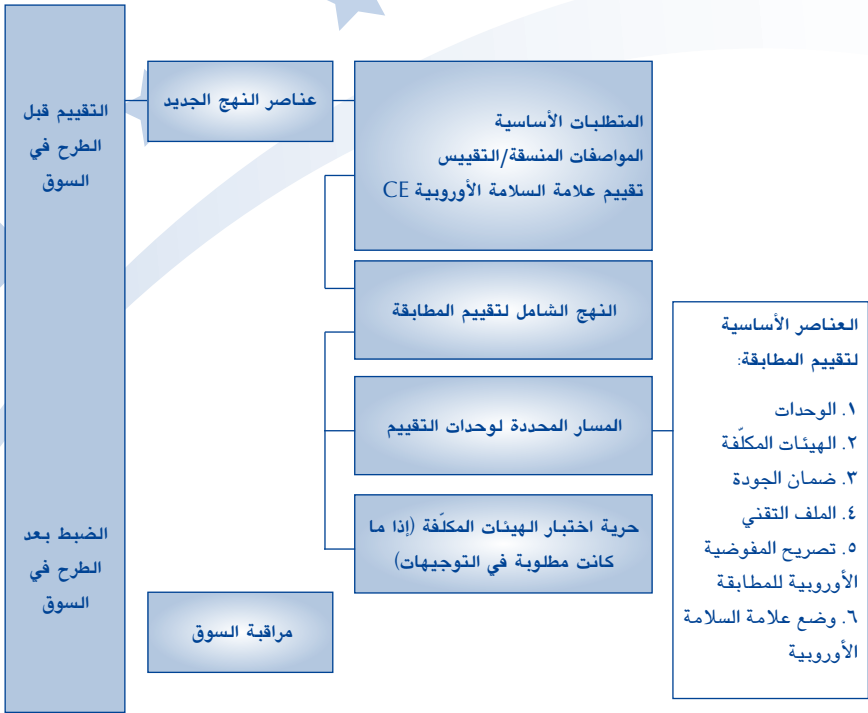 التقييم قبل
الطرح في
السوق
عناصر النهج الجديد
المتطلبات الأساسية
المواصفات المنسقة/التقييس
تقييم علامة السلامة الأوروبية CE
النهج الشامل لتقييم المطابقة
المسار المحددة لوحدات التقييم
حرية اختبار الهيئات المكلَّفة (إذا ما
كانت مطلوبة في التوجيهات)
العناصر الأساسية
لتقييم المطابقة:
١. الوحدات
٢. الهيئات المكلَّفة
٣. ضمان الجودة
٤. الملف التقني
٥. تصريح المفوضية
الأوروبية للمطابقة
٦. وضع علامة السلامة
الأوروبية
الضبط بعد
الطرح في
السوق
مراقبة السوق